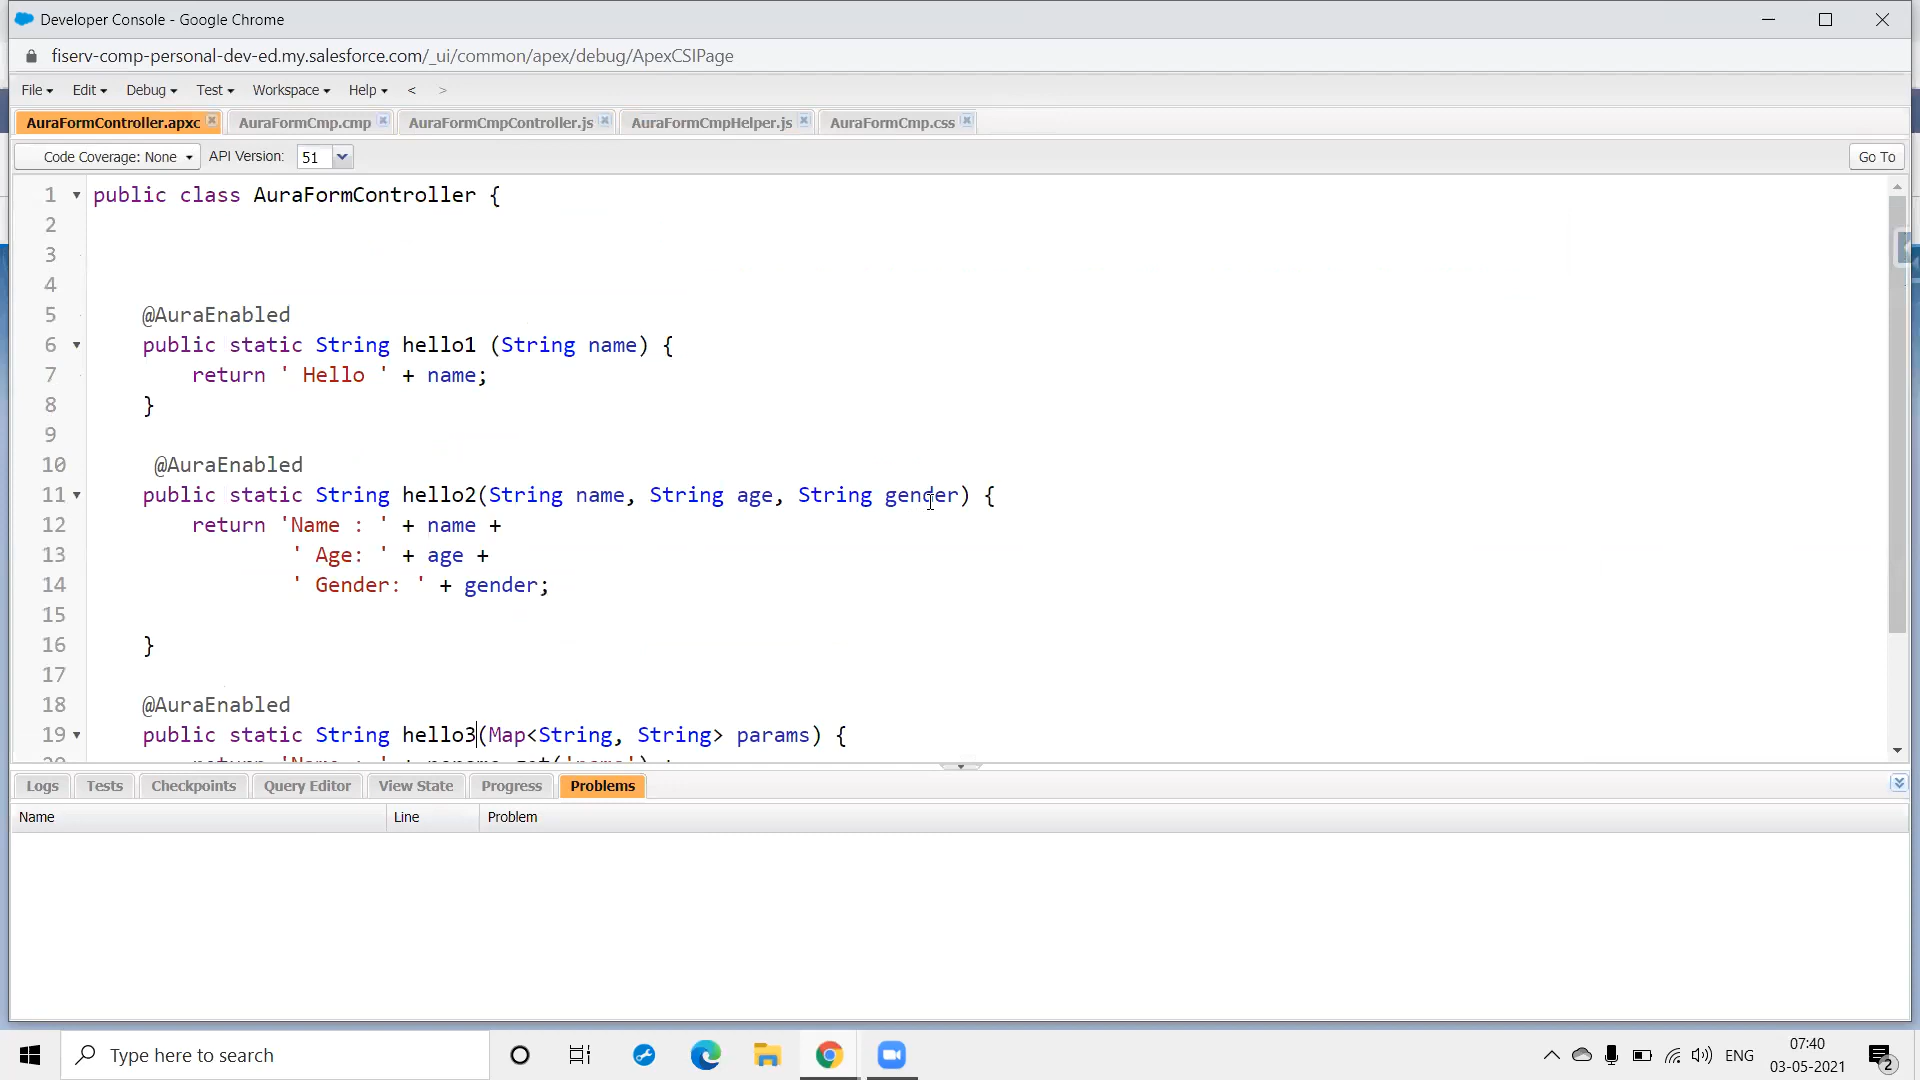 Developer Console - Google Chrome
fiserv-comp-personal-dev-ed.my.salesforce.com/_ui/common/apex/debug/ApexCSIPage
File Edit Debug Test Workspace Help < >
AuraFormController.apxc AuraFormCmp.cmp AuraFormCmpController.js AuraFormCmpHelper.js AuraFormCmp.css
Code Coverage: None API Version: 51 Go To
1 public class AuraFormController {
2
3
4
5 @AuraEnabled
6 public static String hello1 (String name) {
7 return ' Hello ' + name;
8 }
9
10 @AuraEnabled
11 public static String hello2(String name, String age, String gender) {
12 return 'Name : ' + name +
13 ' Age: ' + age +
14 ' Gender: ' + gender;
15
16 }
17
18 @AuraEnabled
19 public static String hello3(Map<String, String> params) {
Logs Tests Checkpoints Query Editor View State Progress Problems
Name Line Problem
Type here to search
ENG
07:40
03-05-2021
2